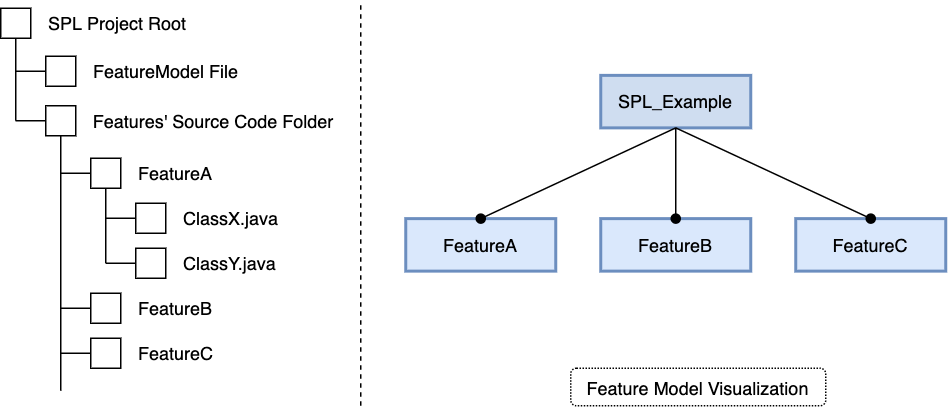 SPL Project Root
FeatureModel File
Features' Source Code Folder
FeatureA
ClassX.java
ClassY.java
FeatureB
FeatureC
SPL_Example
FeatureA
FeatureB
FeatureC
Feature Model Visualization